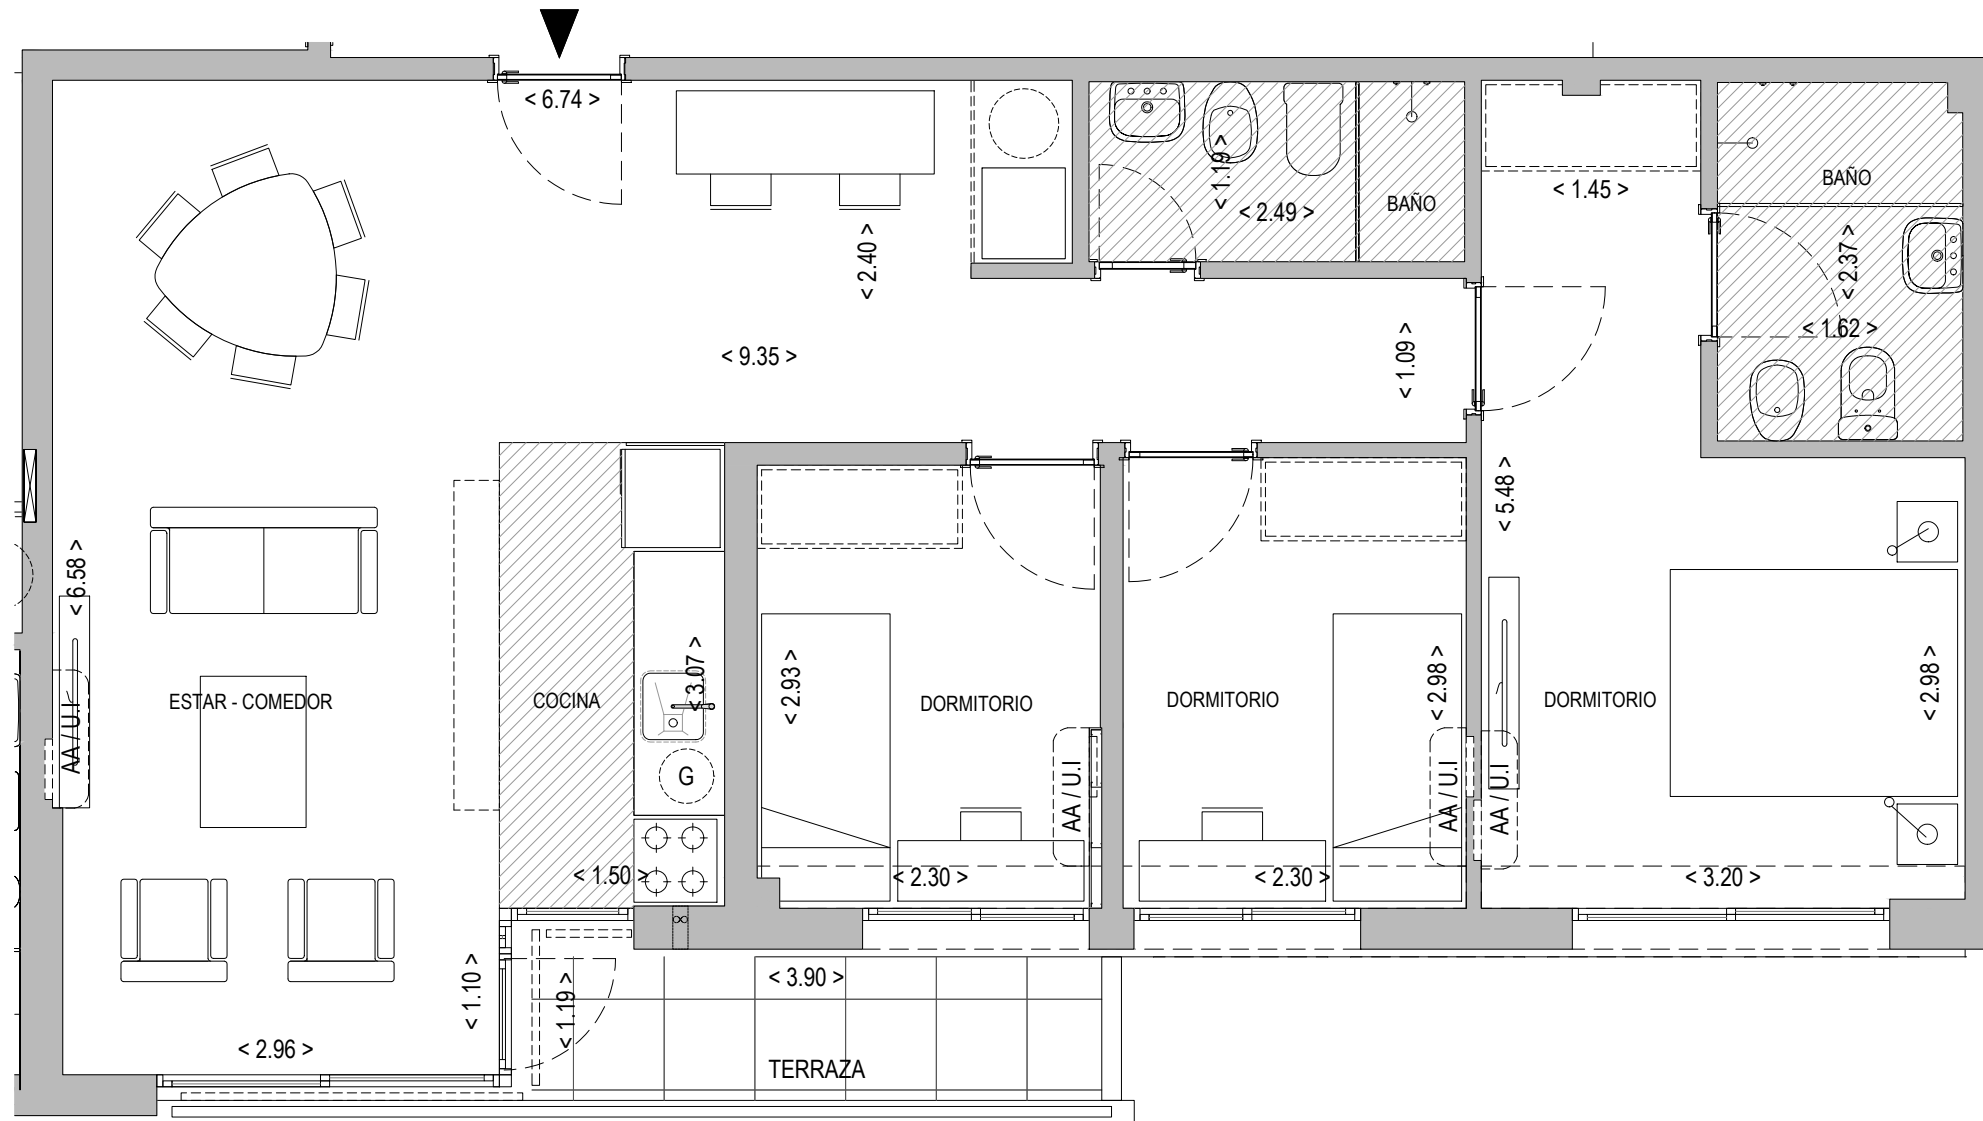 < 6.74 >
< 1.19 >
< 2.49 >
BAÑO
< 1.45 >
BAÑO
< 2.37 >
< 1.62 >
< 2.40 >
< 9.35 >
< 1.09 >
< 5.48 >
< 6.58 >
ESTAR - COMEDOR
AA / U.I
COCINA
< 3.07 >
G
< 1.50 >
< 2.93 >
DORMITORIO
AA / U.I
< 2.30 >
DORMITORIO
< 2.98 >
AA / U.I
< 2.30 >
AA / U.I
DORMITORIO
< 2.98 >
< 3.20 >
< 1.10 >
< 1.19 >
< 3.90 >
< 2.96 >
TERRAZA